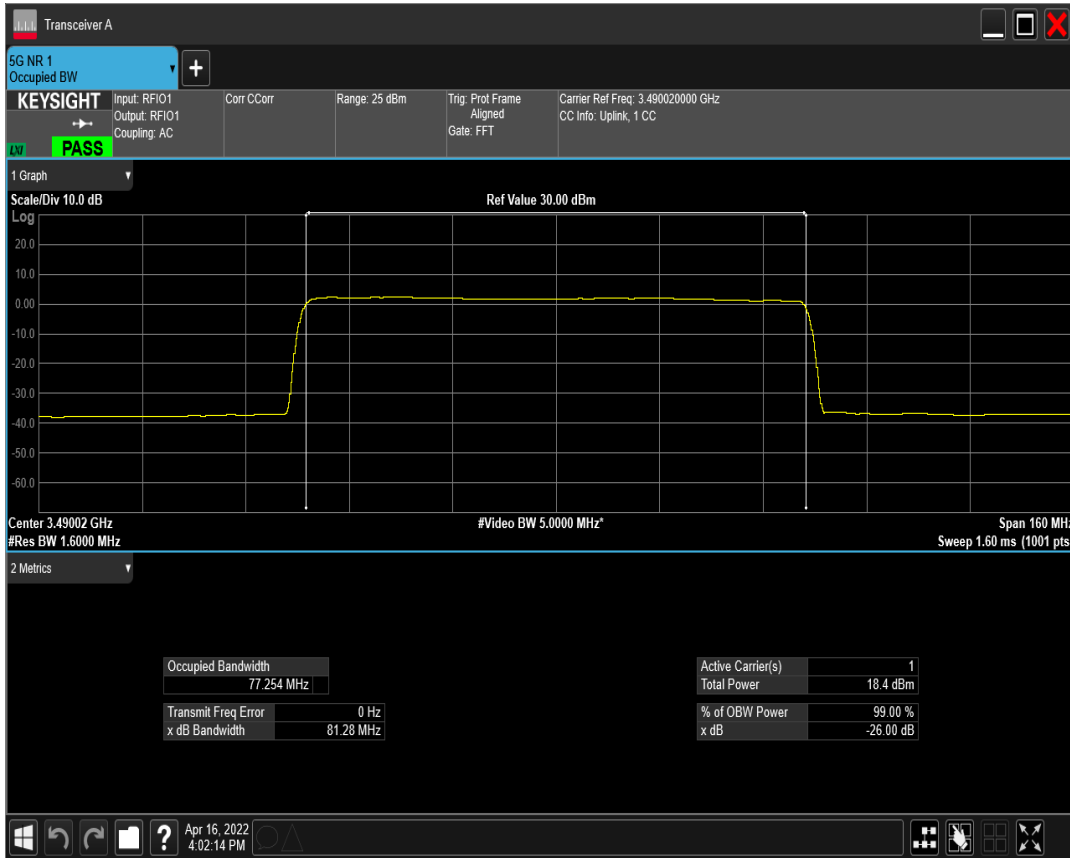 Transceiver A
5G NR 1
Occupied BW
KEYSIGHT
LXI
PASS
Input: RFIO1
Output: RFIO1
Coupling: AC
Corr CCorr
Range: 25 dBm
Trig: Prot Frame
Aligned
Gate: FFT
Carrier Ref Freq: 3.490020000 GHz
CC Info: Uplink, 1 CC
1 Graph
Scale/Div 10.0 dB
Ref Value 30.00 dBm
Log
20.0
10.0
0.00
-10.0
-20.0
-30.0
-40.0
-50.0
-60.0
Center 3.49002 GHz
#Video BW 5.0000 MHz*
Span 160 MHz
#Res BW 1.6000 MHz
Sweep 1.60 ms (1001 pts
2 Metrics
Occupied Bandwidth
77.254 MHz
Transmit Freq Error 0 Hz
x dB Bandwidth 81.28 MHz
Active Carrier(s) 1
Total Power 18.4 dBm
% of OBW Power 99.00 %
x dB -26.00 dB
?
Apr 16, 2022
4:02:14 PM